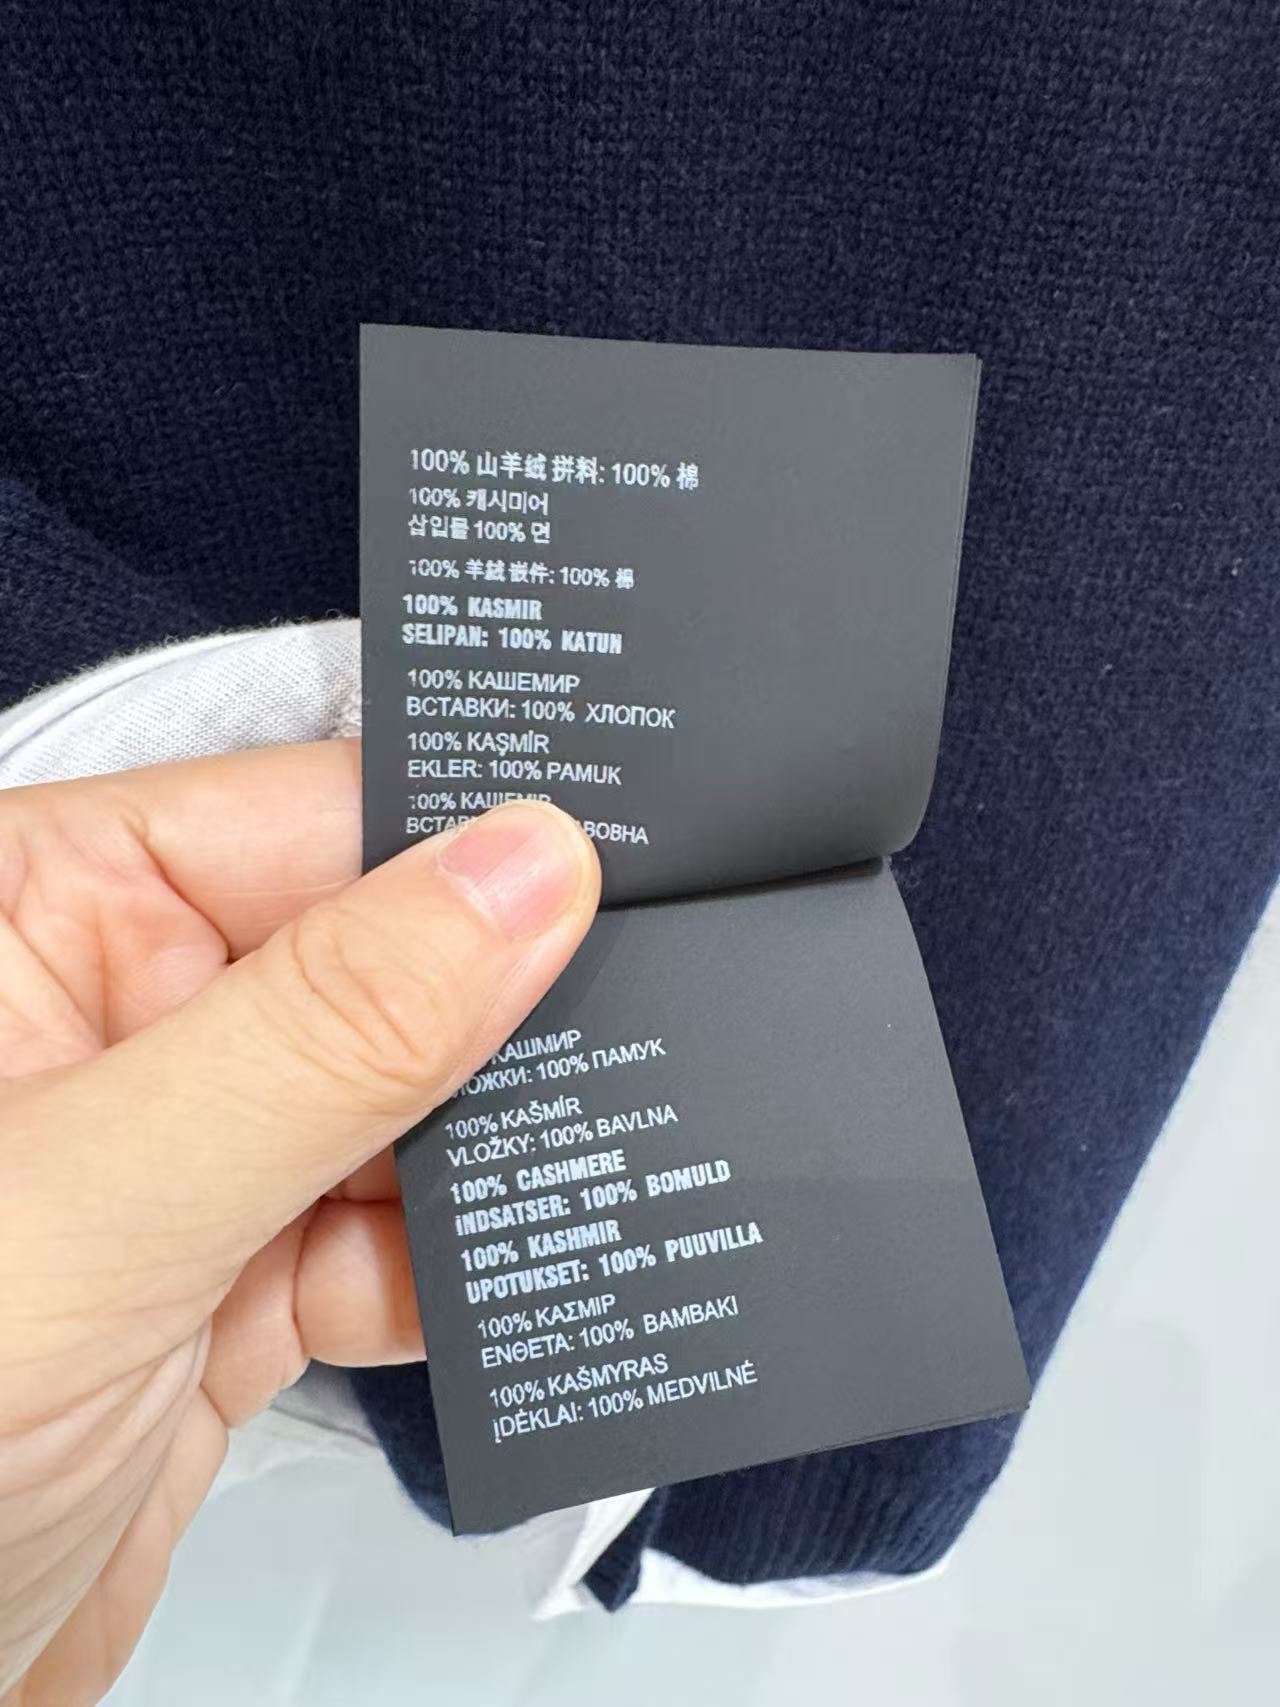 100% 山羊绒 拼料: 100% 棉
100% 캐시미어
삽입물 100% 면
100% 羊絨 嵌件: 100% 棉
100% KASMIR
SELIPAN: 100% KATUN
100% КАШЕМИР
ВСТАВКИ: 100% ХЛОПОК
100% KAŞMİR
EKLER: 100% PAMUK
100% КАШЕМІР
100% КАШМИР
100% ПАМУК
100% KAŠMÍR
VLOŽKY: 100% BAVLNA
100% CASHMERE
INDSATSER: 100% BOMULD
100% KASHMIR
UPOTUKSET: 100% PUUVILLA
100% ΚΑΣΜΙΡ
ΕΝΘΕΤΑ: 100% ΒΑΜΒΑΚΙ
100% KAŠMYRAS
ĮDĖKLAI: 100% MEDVILNĖ